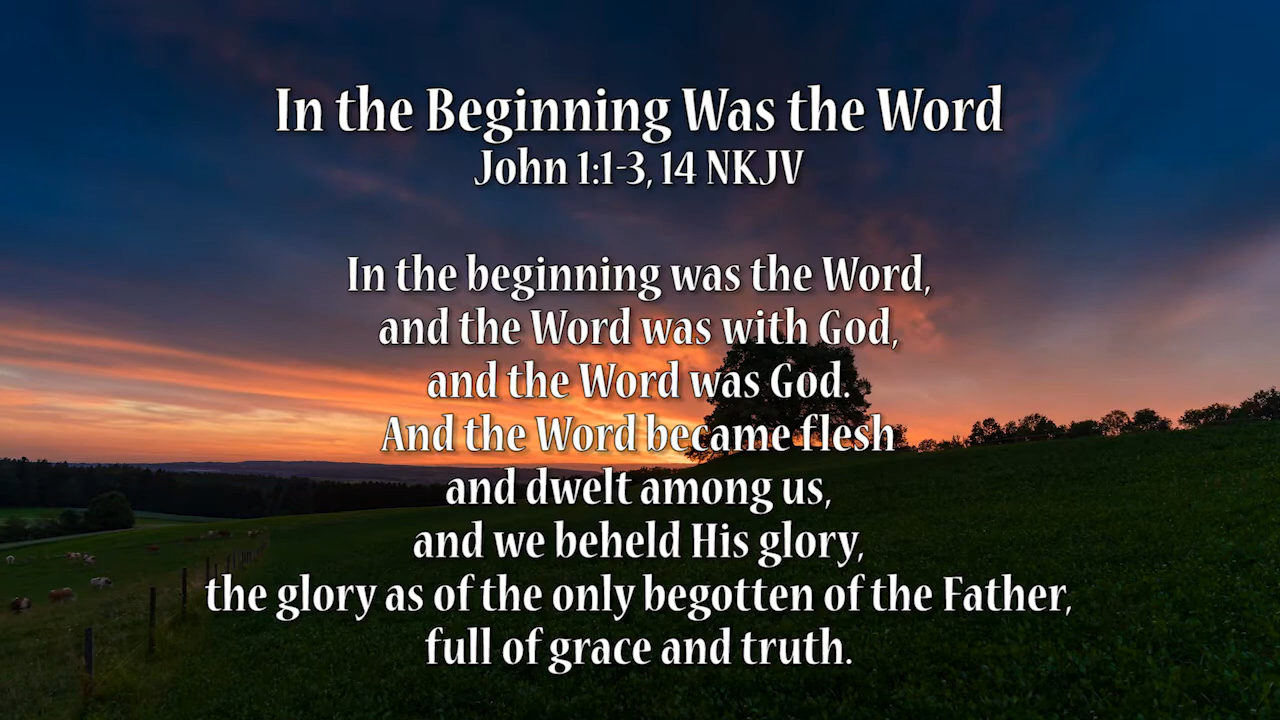 In the Beginning Was the Word
John 1:1-3, 14 NKJV
In the beginning was the Word,
and the Word was with God,
and the Word was God.
And the Word became flesh
and dwelt among us,
and we beheld His glory,
the glory as of the only begotten of the Father,
full of grace and truth.